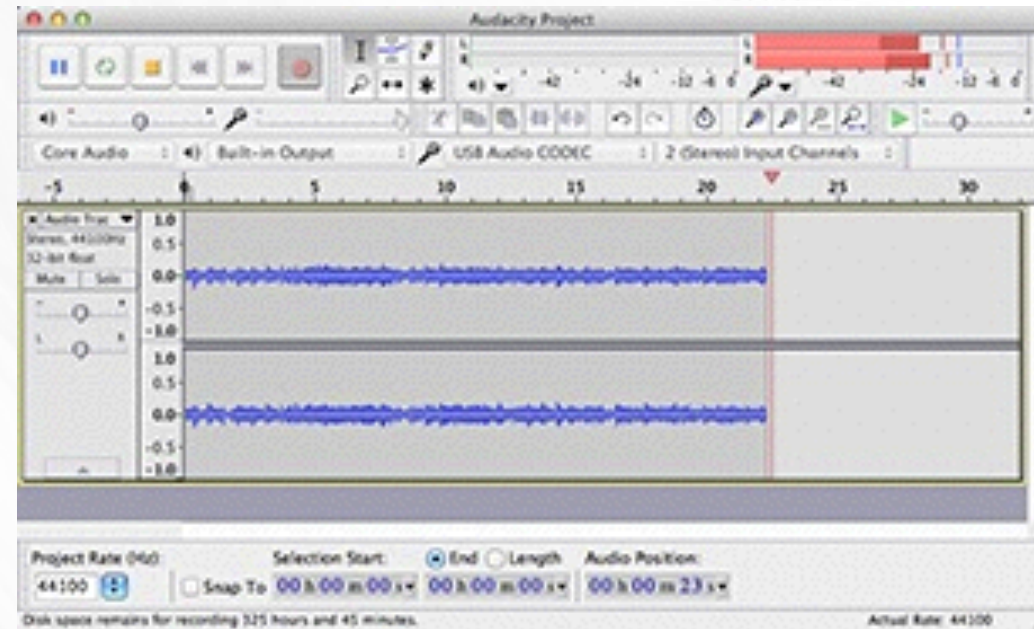 Audacity Project
L
R
-42 -24 -12 -6 0
L
R
-42 -24 -12 -6 0
Core Audio Built-in Output USB Audio CODEC 2 (Stereo) Input Channels
-5 0 5 10 15 20 25 30
Audio Trac
Stereo, 44100Hz
32-bit float
Mute Solo
- +
L R
1.0
0.5
0.0
-0.5
-1.0
1.0
0.5
0.0
-0.5
-1.0
Project Rate (Hz): Selection Start: End Length Audio Position:
44100 Snap To 00 h 00 m 00 s 00 h 00 m 00 s 00 h 00 m 23 s
Disk space remains for recording 325 hours and 45 minutes. Actual Rate: 44100